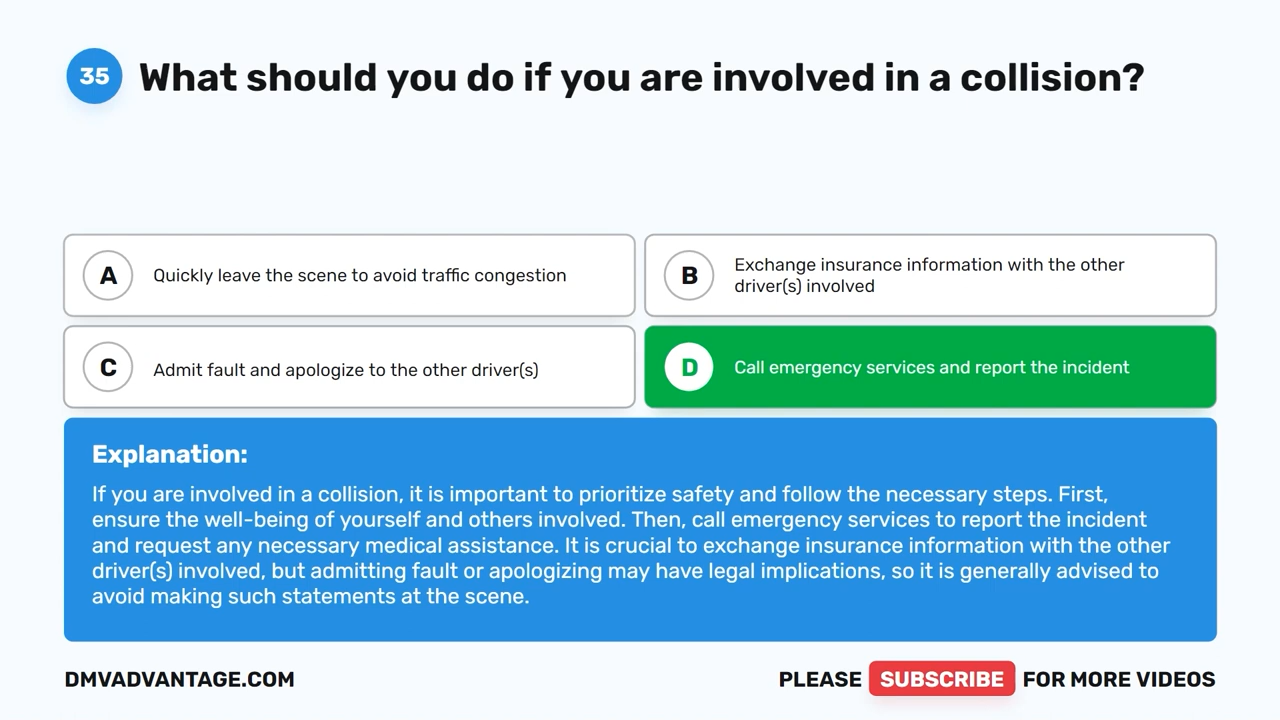 35 What should you do if you are involved in a collision?
A Quickly leave the scene to avoid traffic congestion
B Exchange insurance information with the other
driver(s) involved
C Admit fault and apologize to the other driver(s)
D Call emergency services and report the incident
Explanation:
If you are involved in a collision, it is important to prioritize safety and follow the necessary steps. First,
ensure the well-being of yourself and others involved. Then, call emergency services to report the incident
and request any necessary medical assistance. It is crucial to exchange insurance information with the other
driver(s) involved, but admitting fault or apologizing may have legal implications, so it is generally advised to
avoid making such statements at the scene.
DMVADVANTAGE.COM
PLEASE SUBSCRIBE FOR MORE VIDEOS